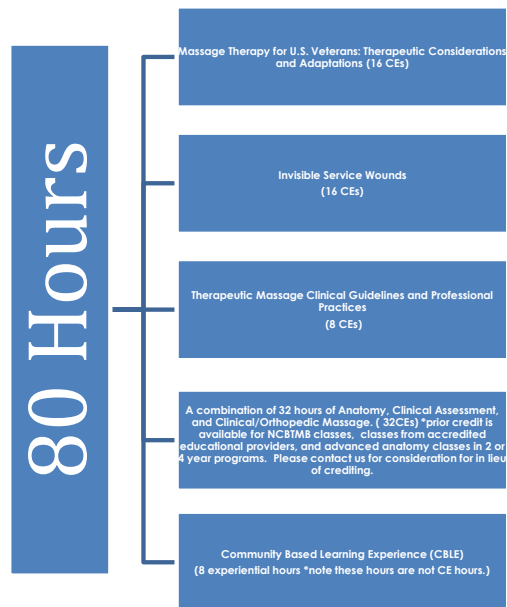 80 Hours
Massage Therapy for U.S. Veterans: Therapeutic Considerations
and Adaptations (16 CEs)
Invisible Service Wounds
(16 CEs)
Therapeutic Massage Clinical Guidelines and Professional
Practices
(8 CEs)
A combination of 32 hours of Anatomy, Clinical Assessment,
and Clinical/Orthopedic Massage. ( 32CEs) *prior credit is
available for NCBTMB classes, classes from accredited
educational providers, and advanced anatomy classes in 2 or
4 year programs. Please contact us for consideration for in lieu
of crediting.
Community Based Learning Experience (CBLE)
(8 experiential hours *note these hours are not CE hours.)